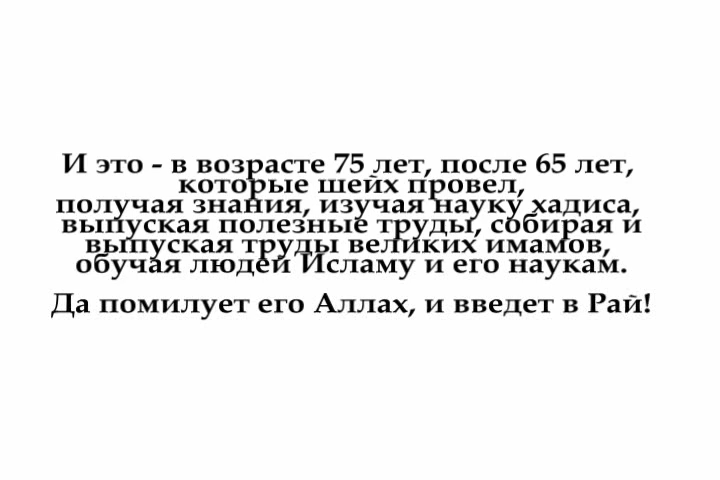 И это - в возрасте 75 лет, после 65 лет,
которые шейх провел,
получая знания, изучая науку хадиса,
выпуская полезные труды, собирая и
выпуская труды великих имамов,
обучая людей Исламу и его наукам.
Да помилует его Аллах, и введет в Рай!